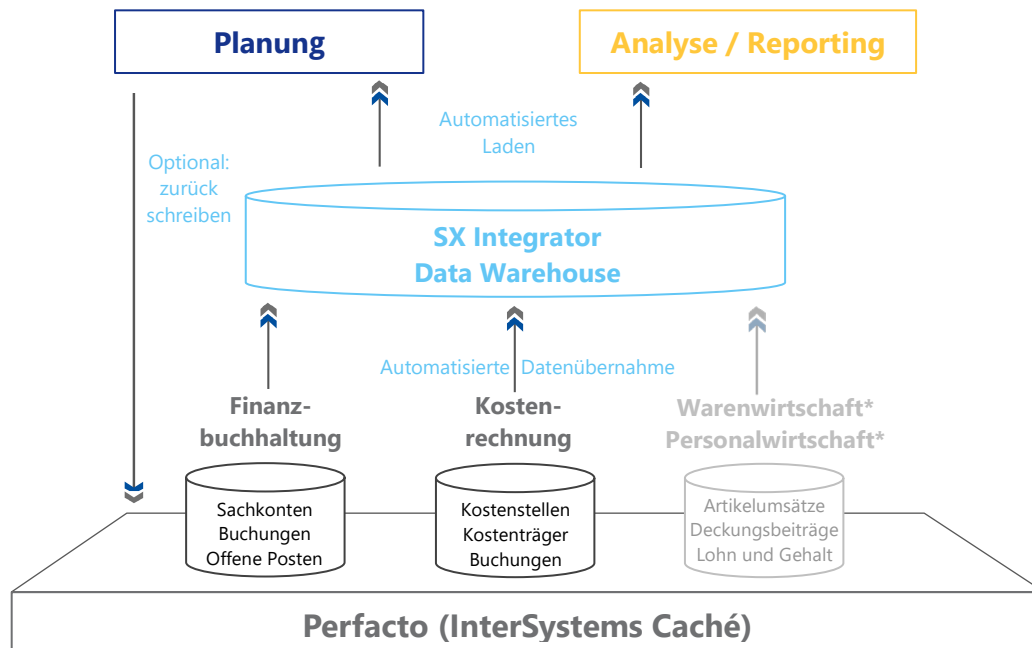 Planung
Analyse / Reporting
Automatisiertes
Laden
Optional:
zurück
schreiben
SX Integrator
Data Warehouse
Automatisierte Datenübernahme
Finanz-
buchhaltung
Kosten-
rechnung
Warenwirtschaft*
Personalwirtschaft*
Sachkonten
Buchungen
Offene Posten
Kostenstellen
Kostenträger
Buchungen
Artikelumsätze
Deckungsbeiträge
Lohn und Gehalt
Perfacto (InterSystems Caché)